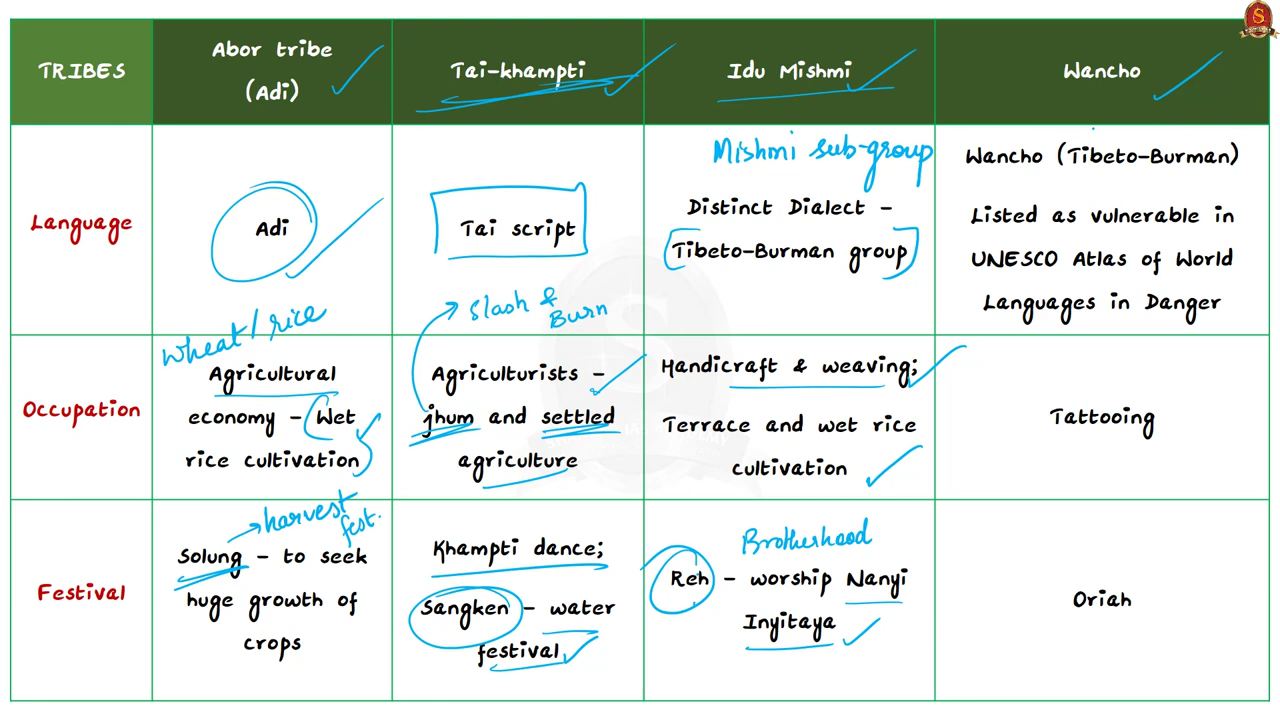 TRIBES
Abor tribe
(Adi)
Tai-khampti
Idu Mishmi
Wancho
Language
Adi
Tai script
Mishmi sub-group
Distinct Dialect -
Tibeto-Burman group
Wancho (Tibeto-Burman)
Listed as vulnerable in
UNESCO Atlas of World
Languages in Danger
Occupation
Wheat/rice
Agricultural
economy - Wet
rice cultivation
Slash &
Burn
Agriculturists -
jhum and settled
agriculture
Handicraft & weaving;
Terrace and wet rice
cultivation
Tattooing
Festival
harvest
fest.
Solung - to seek
huge growth of
crops
Khampti dance;
Sangken - water
festival
Brotherhood
Reh - worship Nanyi
Inyitaya
Oriah